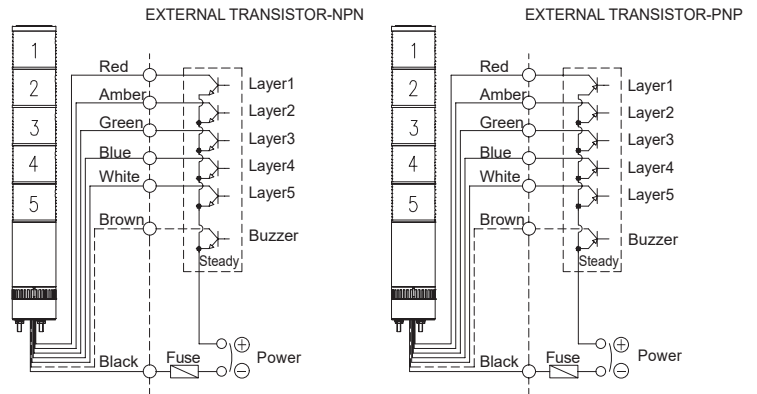 EXTERNAL TRANSISTOR-NPN
1
2
3
4
5
Red
Amber
Green
Blue
White
Brown
Black
Layer1
Layer2
Layer3
Layer4
Layer5
Buzzer
Steady
Fuse
+
Power
−
EXTERNAL TRANSISTOR-PNP
1
2
3
4
5
Red
Amber
Green
Blue
White
Brown
Black
Layer1
Layer2
Layer3
Layer4
Layer5
Buzzer
Steady
Fuse
+
Power
−